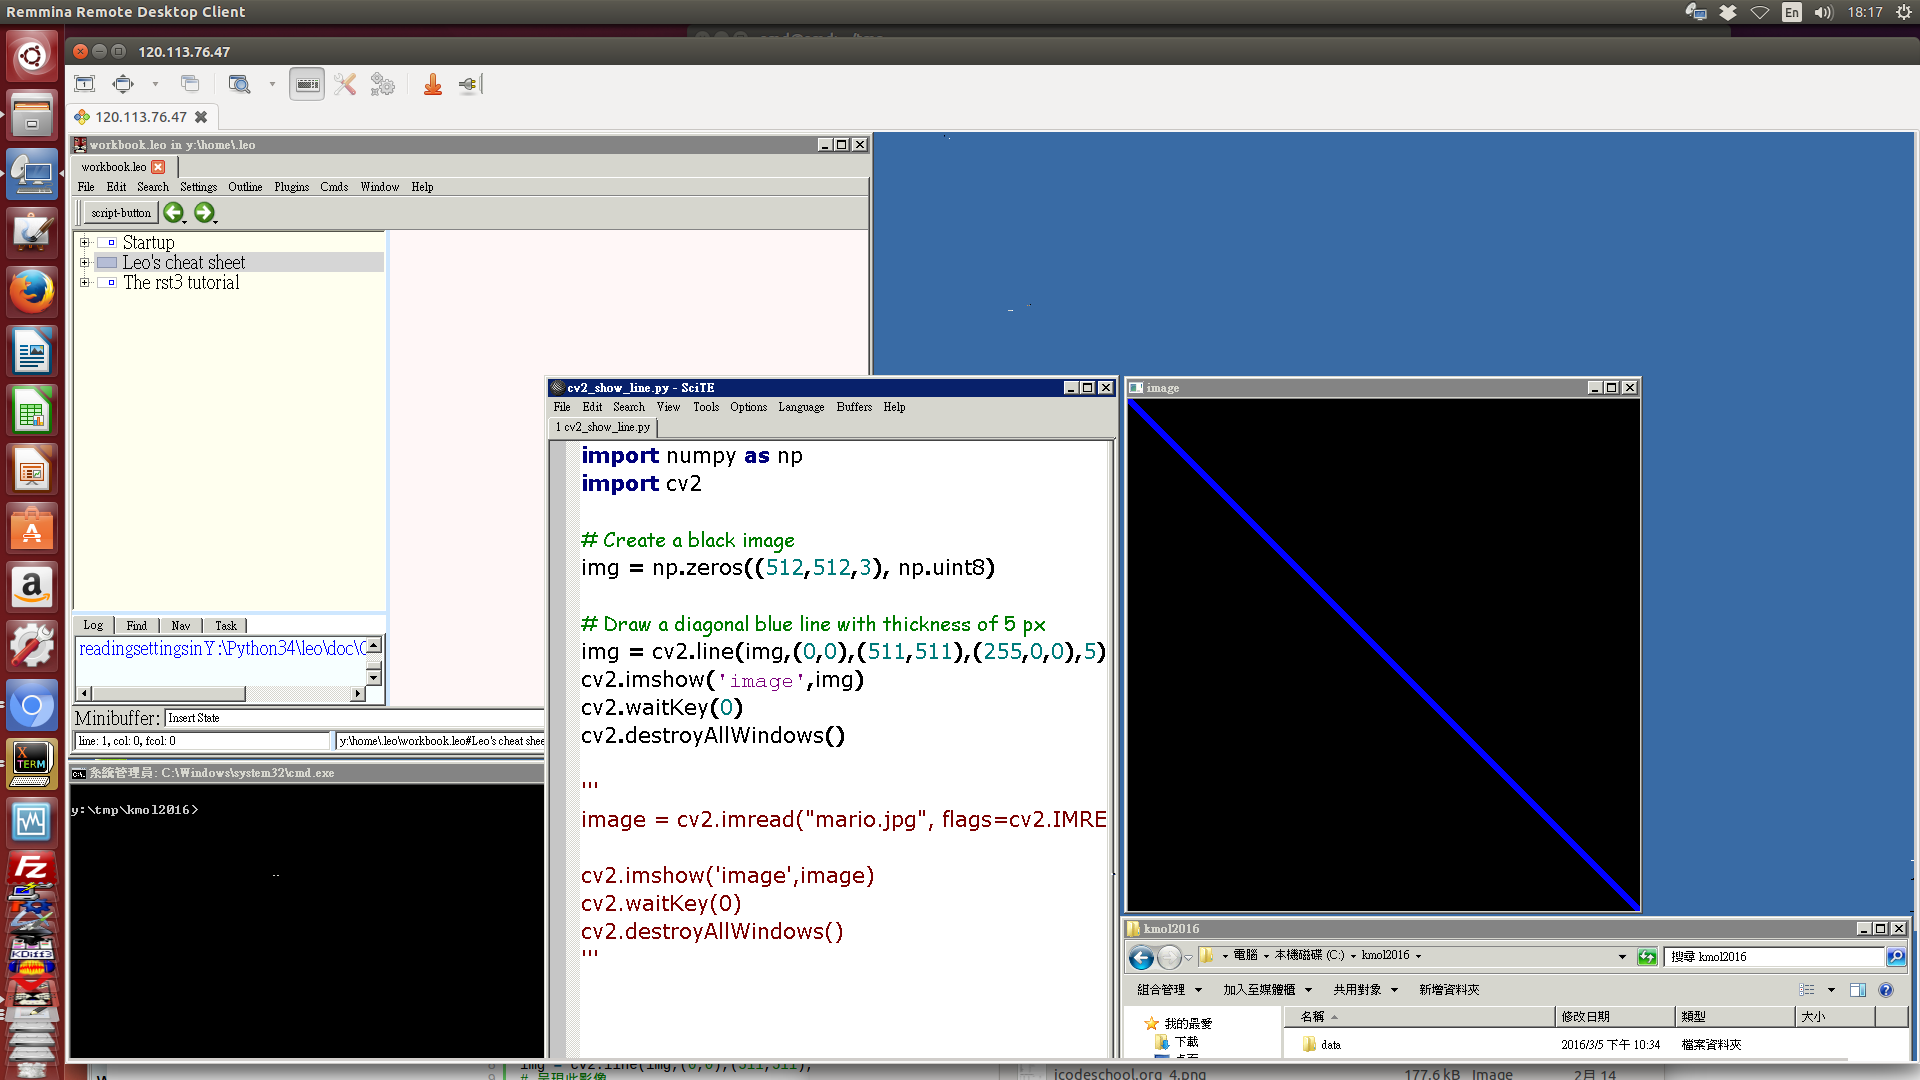 Remmina Remote Desktop Client
En
18:17
120.113.76.47
120.113.76.47
workbook.leo in y:\home\.leo
workbook.leo
File Edit Search Settings Outline Plugins Cmds Window Help
script-button
Startup
Leo's cheat sheet
The rst3 tutorial
Log Find Nav Task
readingsettingsinY:\Python34\leo\doc\
Minibuffer: Insert State
line: 1, col: 0, fcol: 0
y:\home\.leo\workbook.leo#Leo's cheat shee
系統管理員: C:\Windows\system32\cmd.exe
y:\tmp\kmol2016>
cv2_show_line.py - SciTE
File Edit Search View Tools Options Language Buffers Help
1 cv2_show_line.py
import numpy as np
import cv2
# Create a black image
img = np.zeros((512,512,3), np.uint8)
# Draw a diagonal blue line with thickness of 5 px
img = cv2.line(img,(0,0),(511,511),(255,0,0),5)
cv2.imshow('image',img)
cv2.waitKey(0)
cv2.destroyAllWindows()
'''
image = cv2.imread("mario.jpg", flags=cv2.IMRE
cv2.imshow('image',image)
cv2.waitKey(0)
cv2.destroyAllWindows()
'''
image
kmol2016
電腦 本機磁碟 (C:) kmol2016
搜尋 kmol2016
組合管理 加入至媒體櫃 共用對象 新增資料夾
我的最愛
下載
桌面
名稱 修改日期 類型 大小
data 2016/3/5 下午 10:34 檔案資料夾
X TERM
KDiff3
icodeschool.org_4.png 177.6 kB Image 2月 14